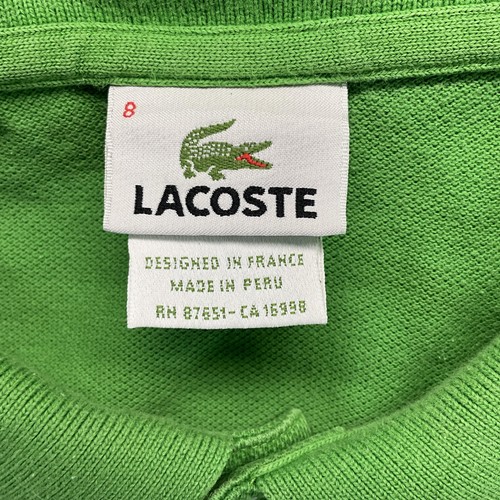 8
LACOSTE
DESIGNED IN FRANCE
MADE IN PERU
RN 87651-CA 16998